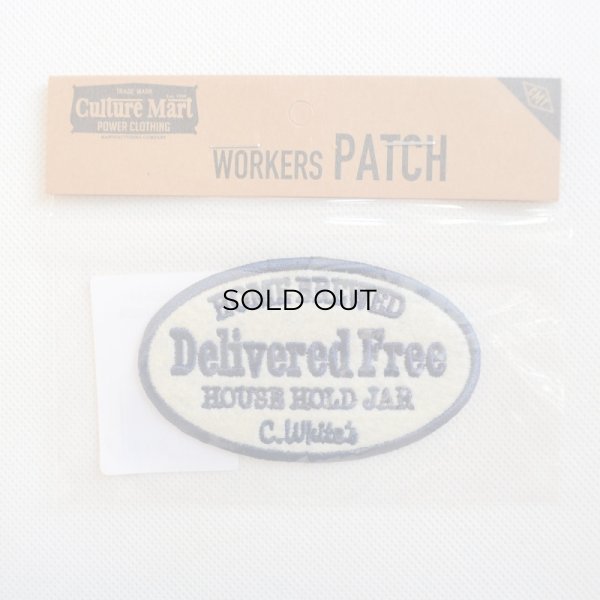 TRADE MARK
Culture Mart
POWER CLOTHING
WORKERS PATCH
SOLD OUT
Delivered Free
HOUSE HOLD JAR
C.White's